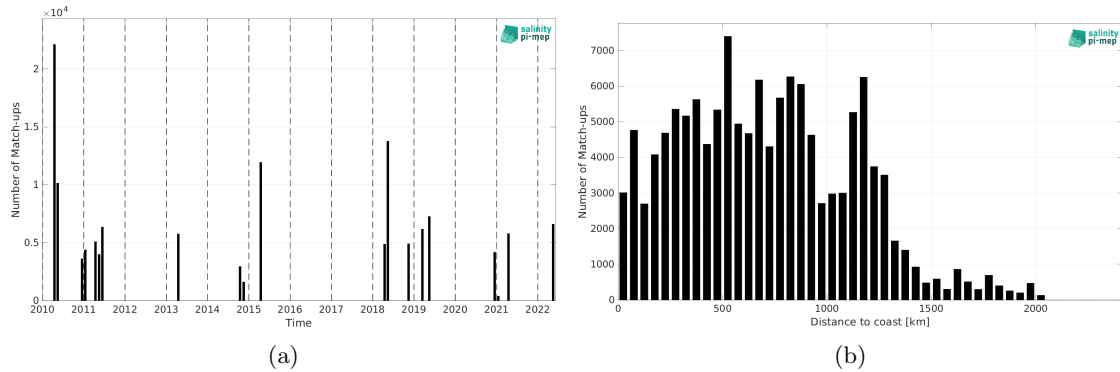 ×10⁴
salinity
pi-mep
2
1.5
1
0.5
0
Number of Match-ups
2010 2011 2012 2013 2014 2015 2016 2017 2018 2019 2020 2021 2022
Time
(a)
salinity
pi-mep
7000
6000
5000
4000
3000
2000
1000
0
Number of Match-ups
0 500 1000 1500 2000
Distance to coast [km]
(b)